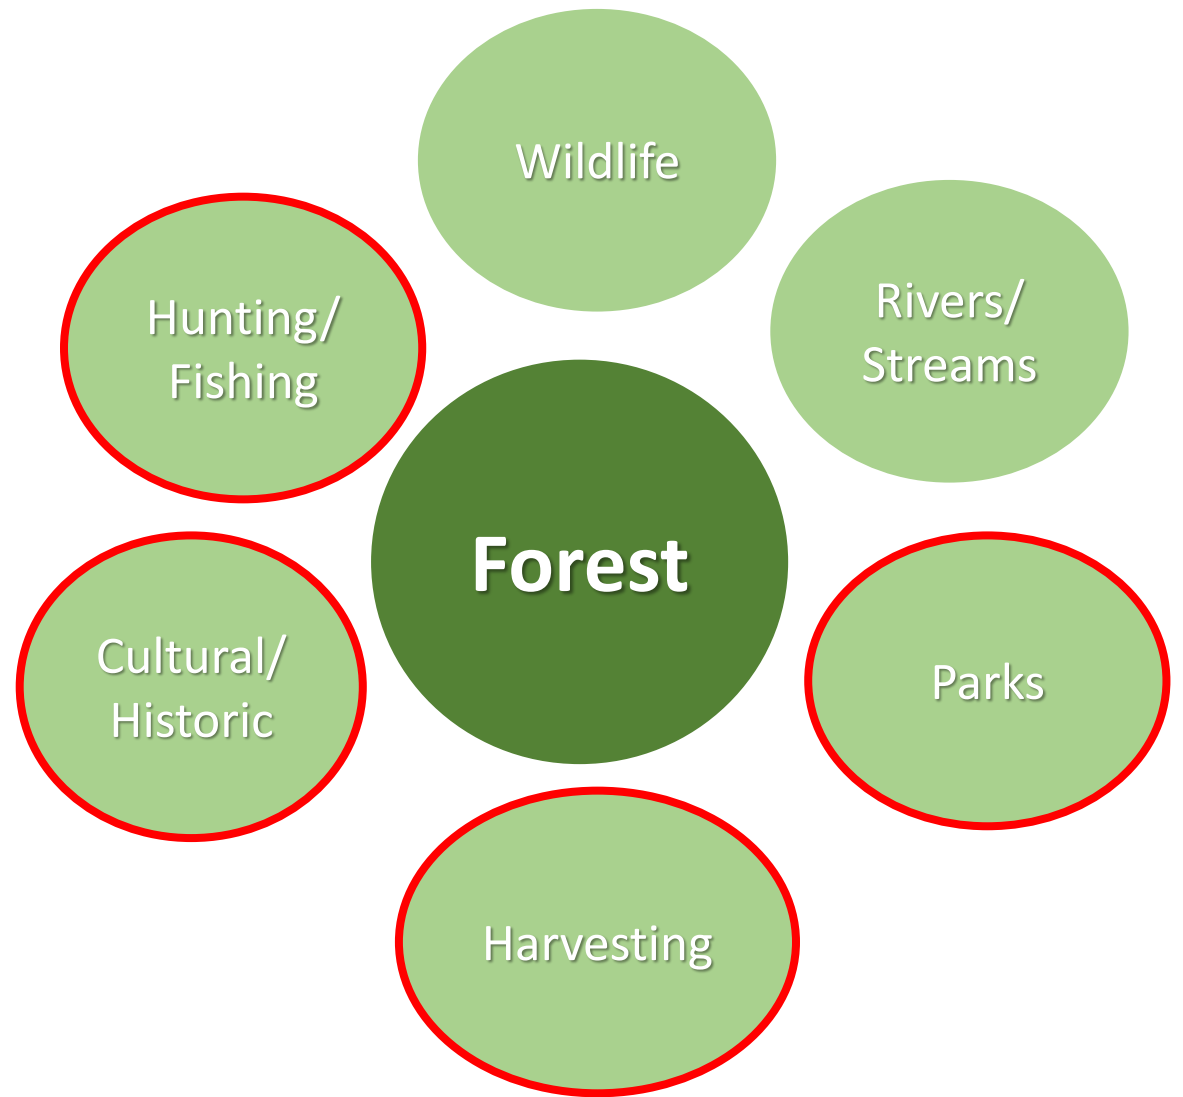 Wildlife
Hunting/
Fishing
Rivers/
Streams
Forest
Cultural/
Historic
Parks
Harvesting